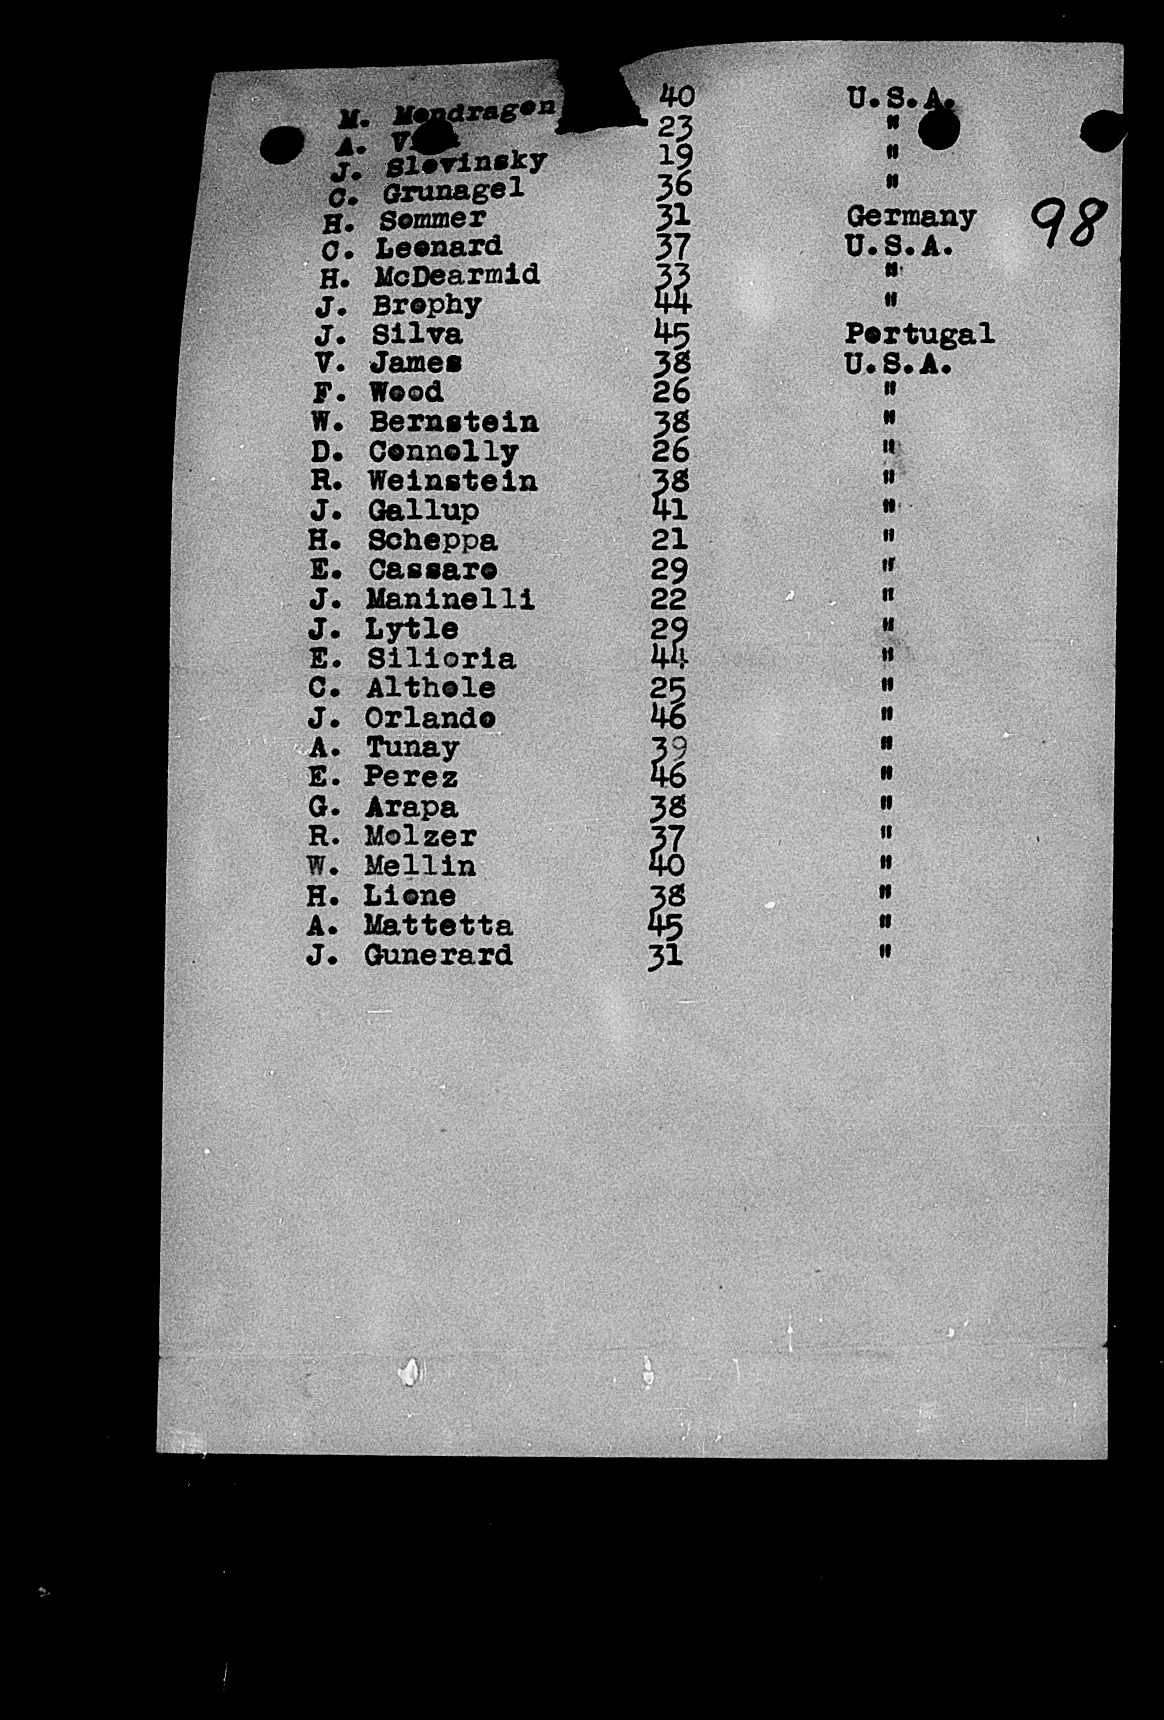 M. Mondragon 40 U.S.A.
A. 23 "
J. Slovinsky 19 "
C. Grunagel 36 "
H. Sommer 31 Germany 98
C. Leonard 37 U.S.A.
H. McDearmid 33 "
J. Brophy 44 "
J. Silva 45 Portugal
V. James 38 U.S.A.
F. Wood 26 "
W. Bernstein 38 "
D. Connolly 26 "
R. Weinstein 38 "
J. Gallup 41 "
H. Scheppa 21 "
E. Cassaro 29 "
J. Maninelli 22 "
J. Lytle 29 "
E. Silicria 44 "
C. Althole 25 "
J. Orlando 46 "
A. Tunay 39 "
E. Perez 46 "
G. Arapa 38 "
R. Molzer 37 "
W. Mellin 40 "
H. Lione 38 "
A. Mattetta 45 "
J. Gunerard 31 "